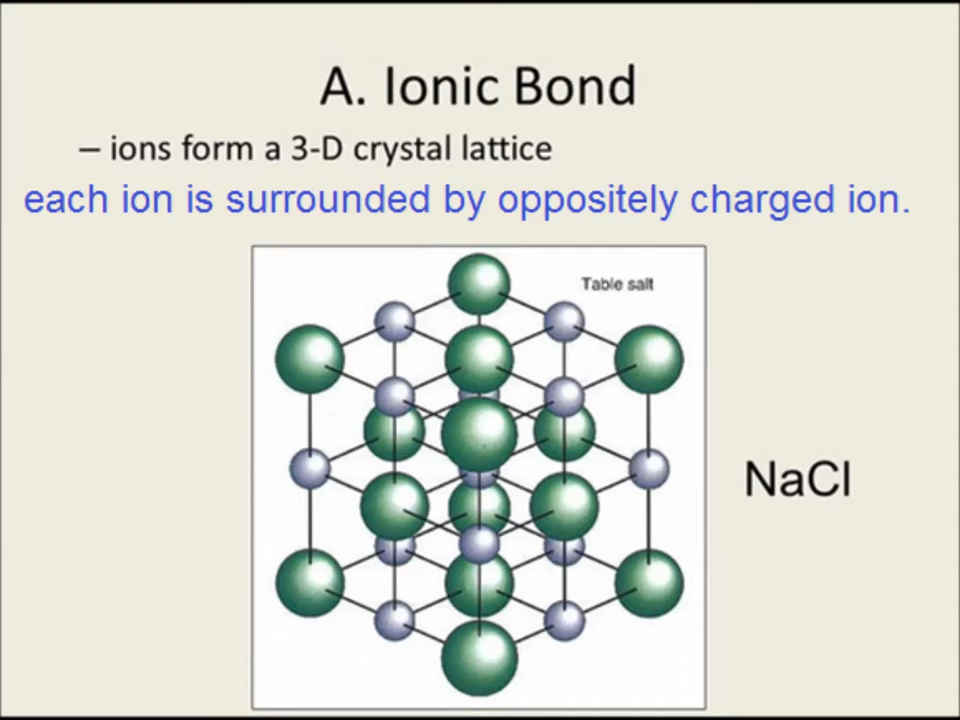 A. Ionic Bond
– ions form a 3-D crystal lattice
each ion is surrounded by oppositely charged ion.
Table salt
NaCl